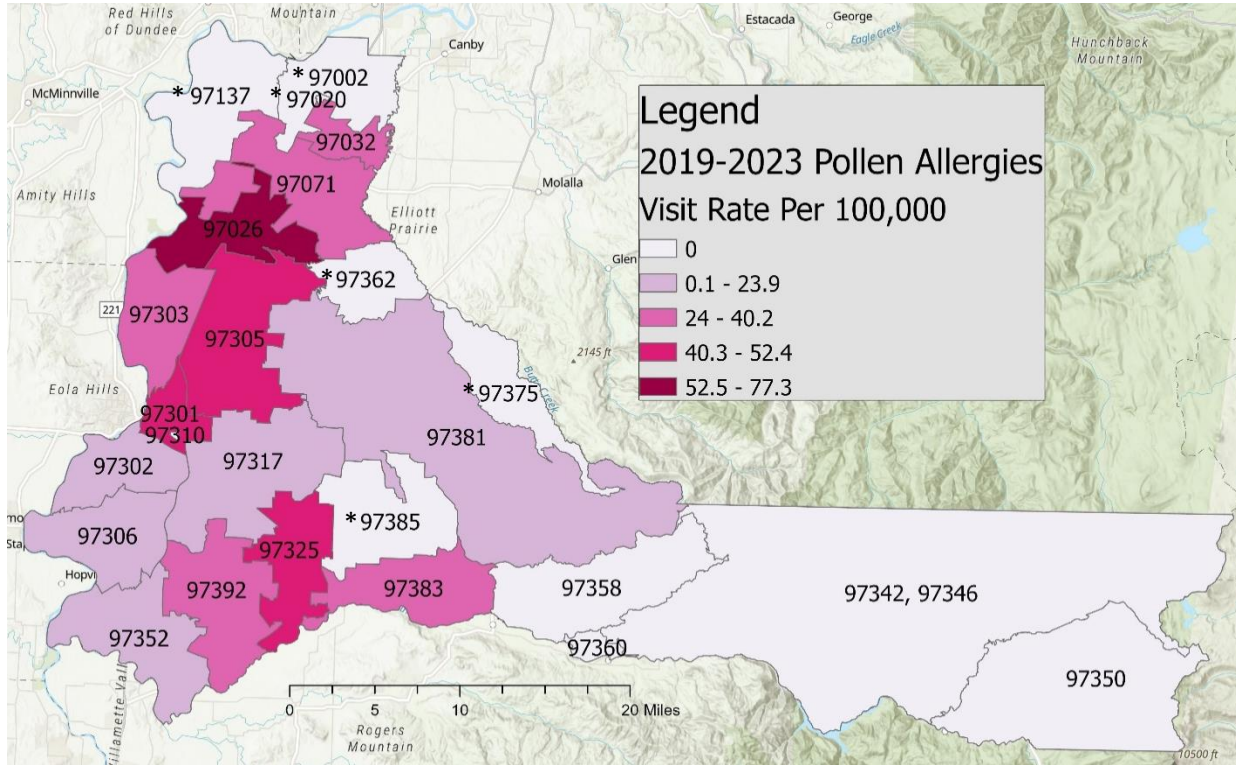 Red Hills
of Dundee
Mountain
Estacada
George
Eagle Creek
Canby
Hunchback
Mountain
McMinnville
* 97002
* 97137
* 97020
97032
97071
Molalla
Amity Hills
Elliott
Prairie
97026
Glen
* 97362
97303
221
97305
2145 ft
Eola Hills
* 97375
Butte Creek
97301
97310
97381
97302
97317
* 97385
97306
97325
Hopvi
97392
97383
97358
97342, 97346
97352
97360
97350
0 5 10 20 Miles
Rogers
Mountain
10500 ft
Legend
2019-2023 Pollen Allergies
Visit Rate Per 100,000
0
0.1 - 23.9
24 - 40.2
40.3 - 52.4
52.5 - 77.3